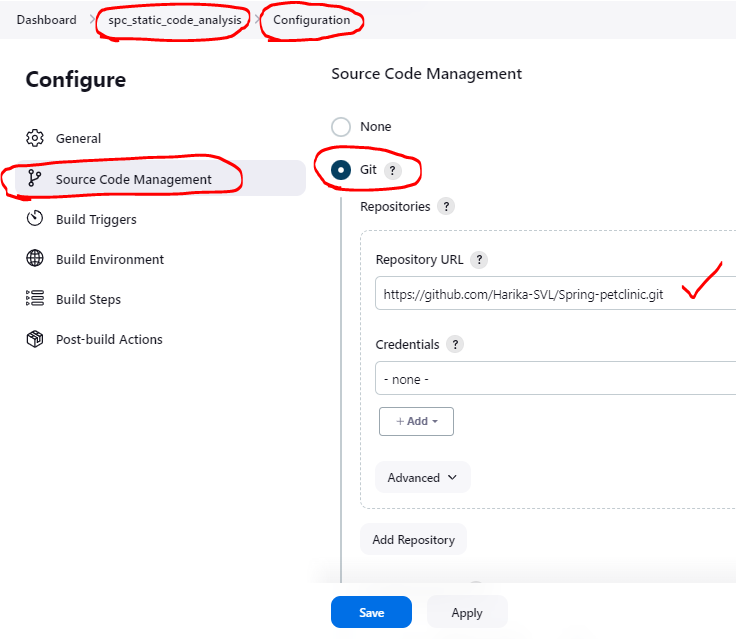 Dashboard > spc_static_code_analysis > Configuration
Configure
General
Source Code Management
Build Triggers
Build Environment
Build Steps
Post-build Actions
Source Code Management
None
Git ?
Repositories ?
Repository URL ?
https://github.com/Harika-SVL/Spring-petclinic.git
Credentials ?
- none -
+ Add
Advanced
Add Repository
Save
Apply